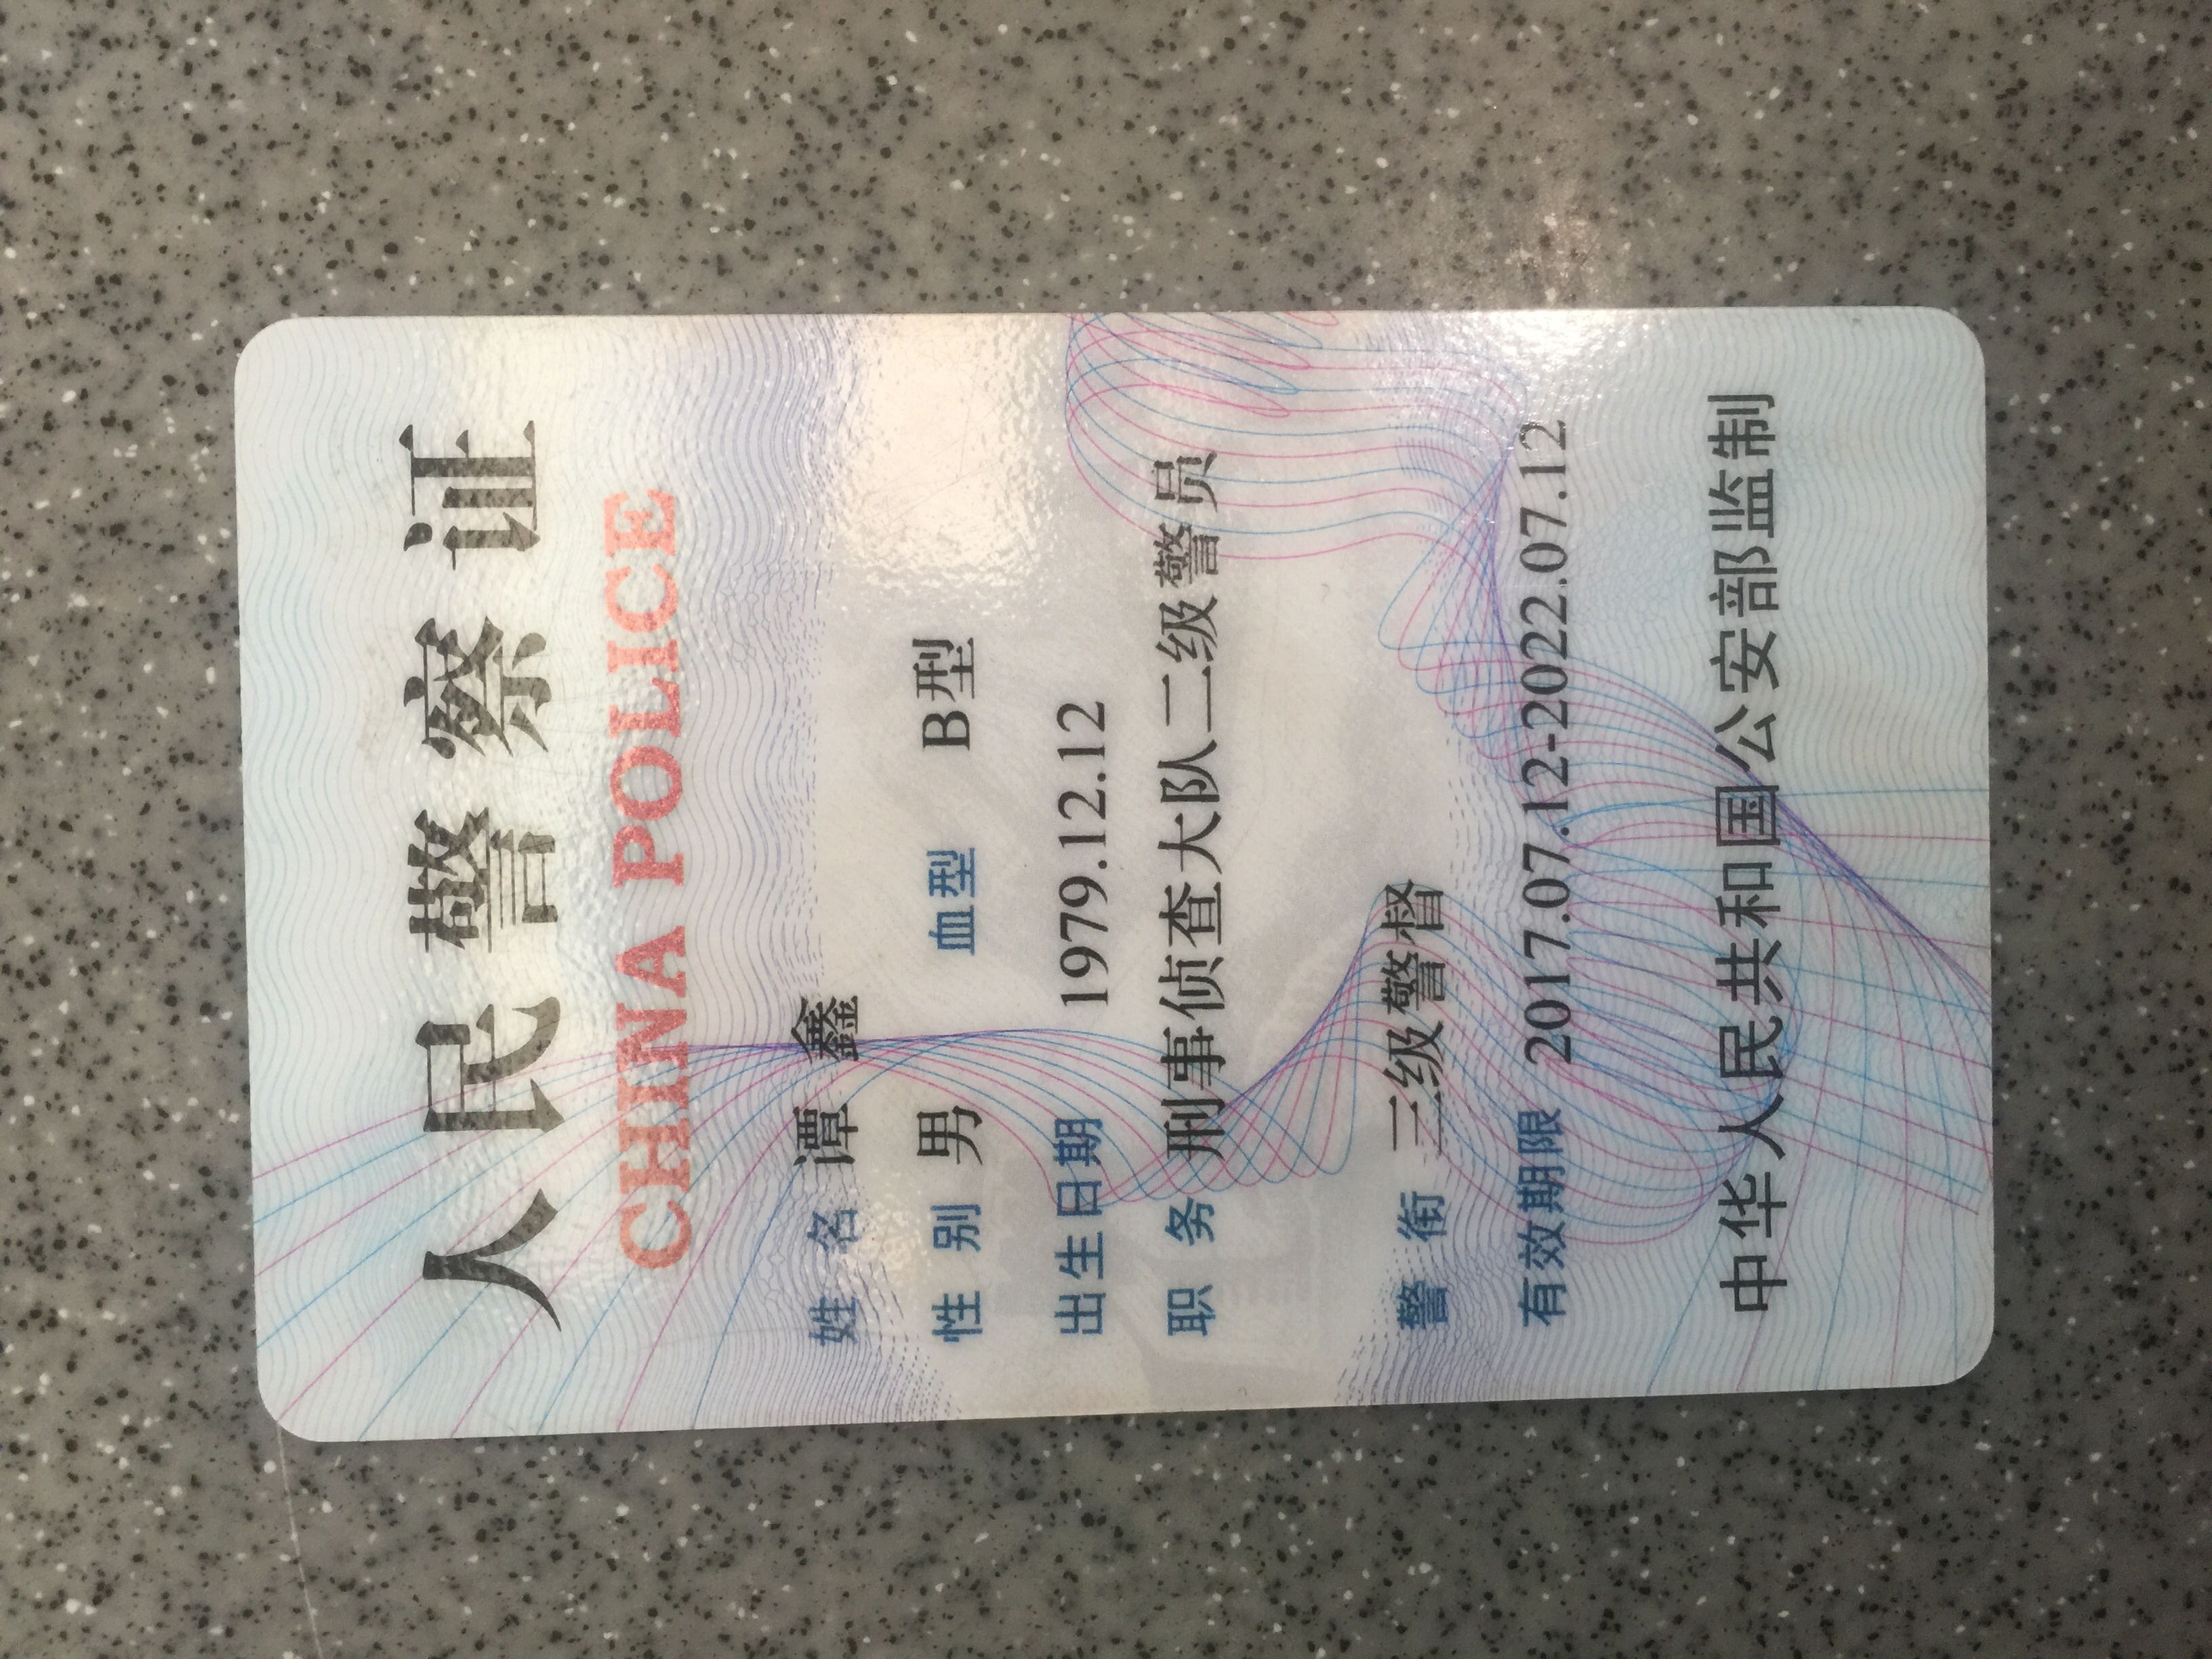 人民警察证
CHINA POLICE
姓 名 谭 鑫
性 别 男 血型 B型
出生日期 1979.12.12
职 务 刑事侦查大队二级警员
警 衔 三级警督
有效期限 2017.07.12-2022.07.12
中华人民共和国公安部监制